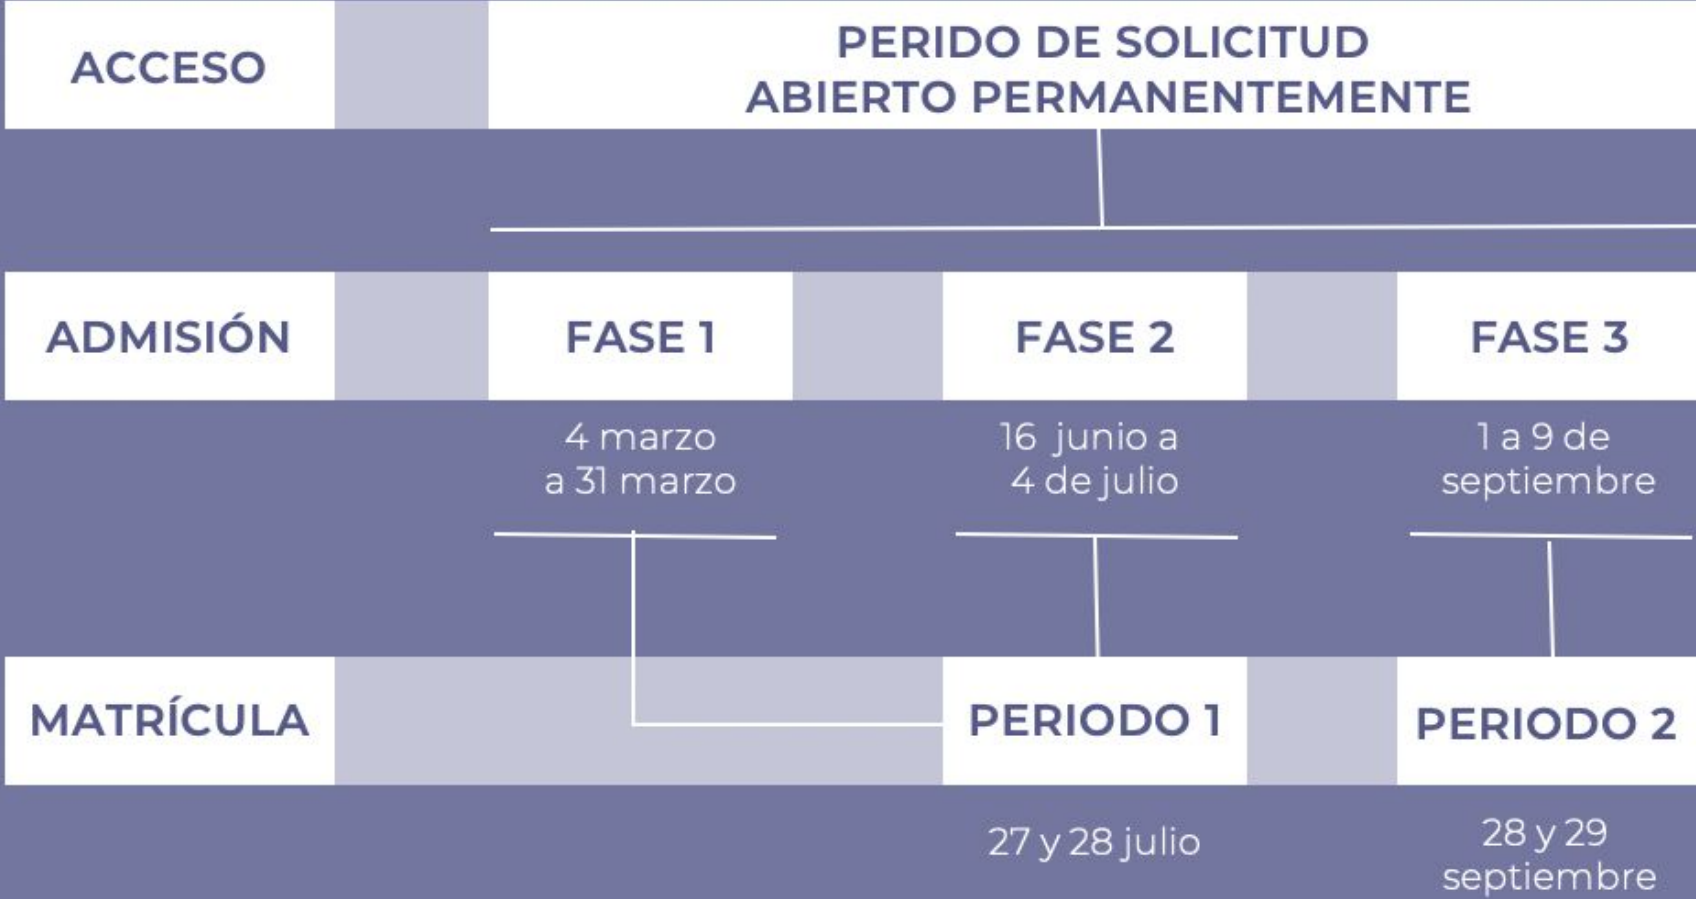 ACCESO
PERIDO DE SOLICITUD
ABIERTO PERMANENTEMENTE
ADMISIÓN
FASE 1
FASE 2
FASE 3
4 marzo
a 31 marzo
16 junio a
4 de julio
1 a 9 de
septiembre
MATRÍCULA
PERIODO 1
PERIODO 2
27 y 28 julio
28 y 29
septiembre